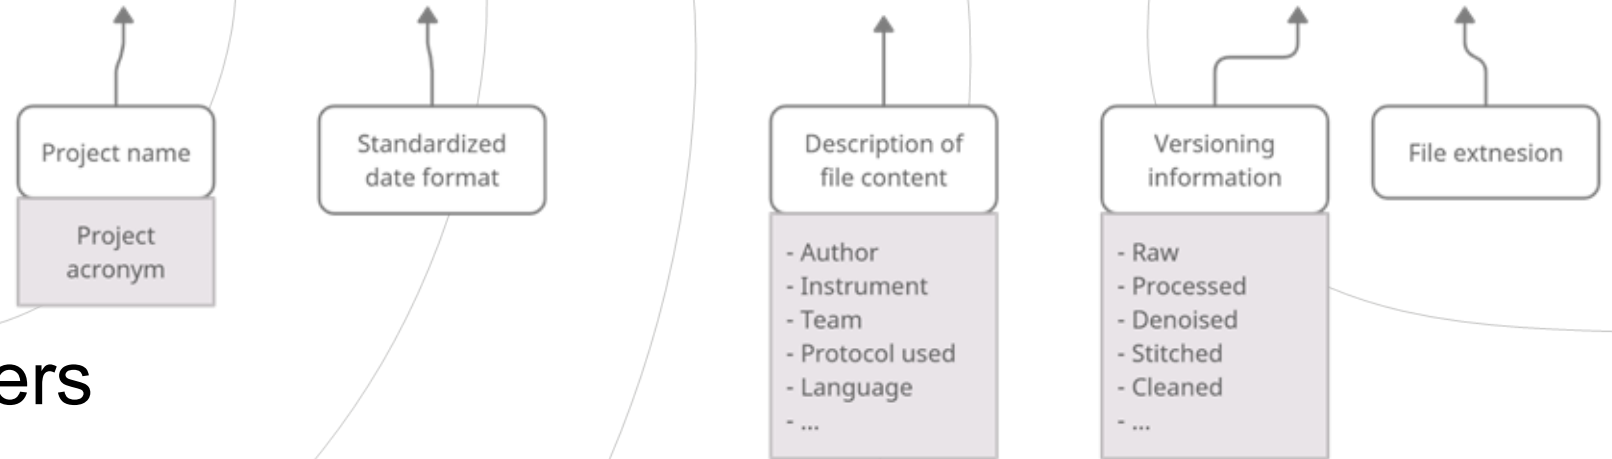 Project name
Project
acronym
Standardized
date format
Description of
file content
- Author
- Instrument
- Team
- Protocol used
- Language
- ...
Versioning
information
- Raw
- Processed
- Denoised
- Stitched
- Cleaned
- ...
File extnesion
ers